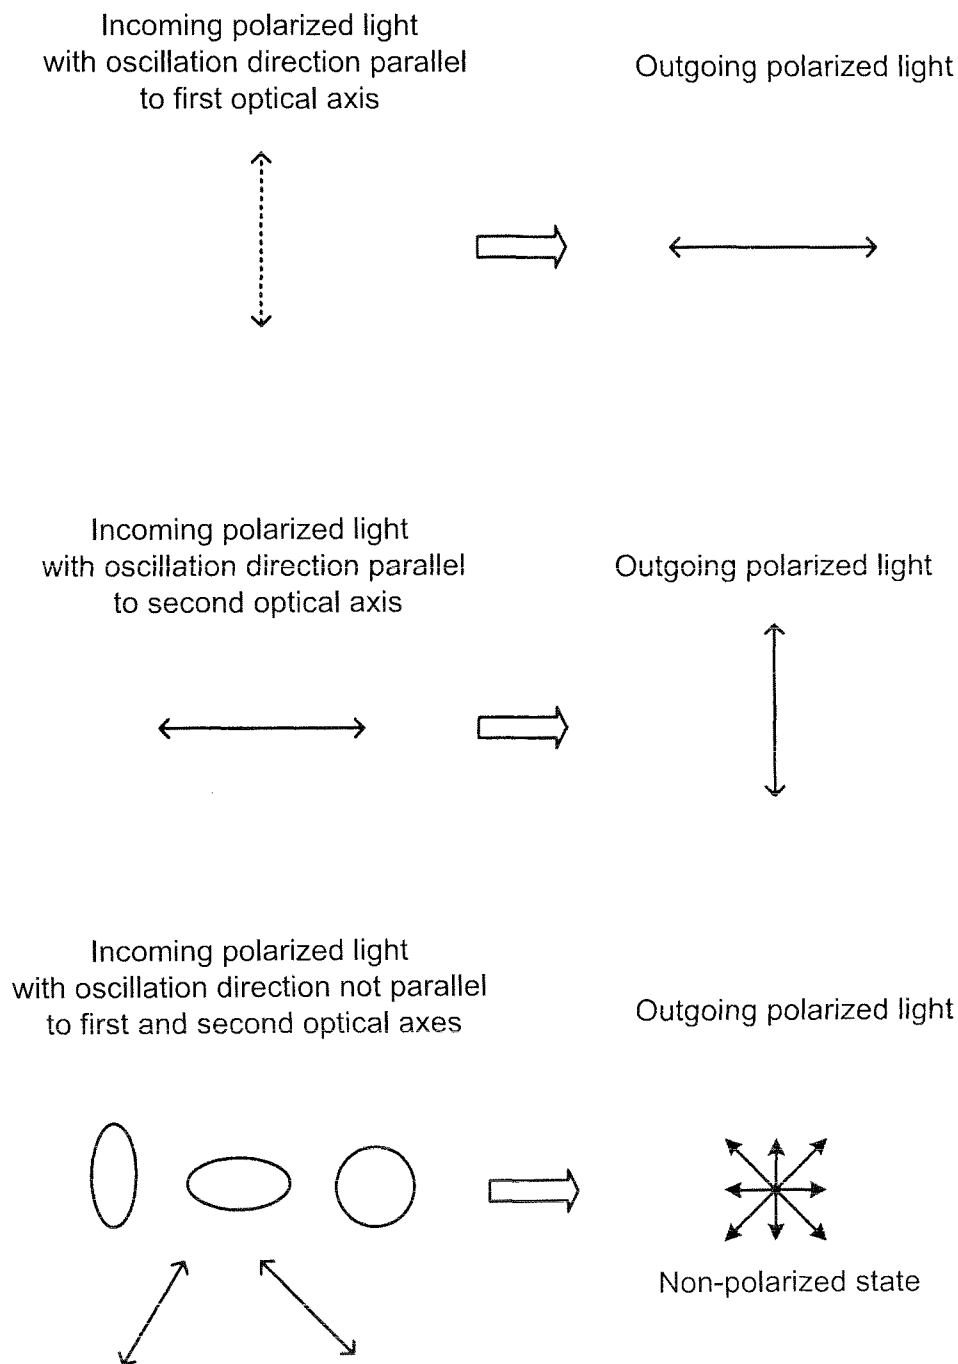 Incoming polarized light
with oscillation direction parallel
to first optical axis
Outgoing polarized light
Incoming polarized light
with oscillation direction parallel
to second optical axis
Outgoing polarized light
Incoming polarized light
with oscillation direction not parallel
to first and second optical axes
Outgoing polarized light
Non-polarized state